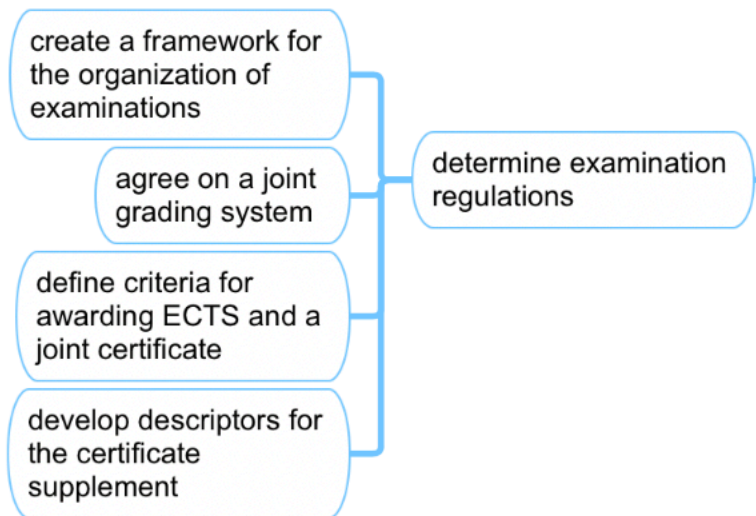 create a framework for
the organization of
examinations
agree on a joint
grading system
define criteria for
awarding ECTS and a
joint certificate
develop descriptors for
the certificate
supplement
determine examination
regulations